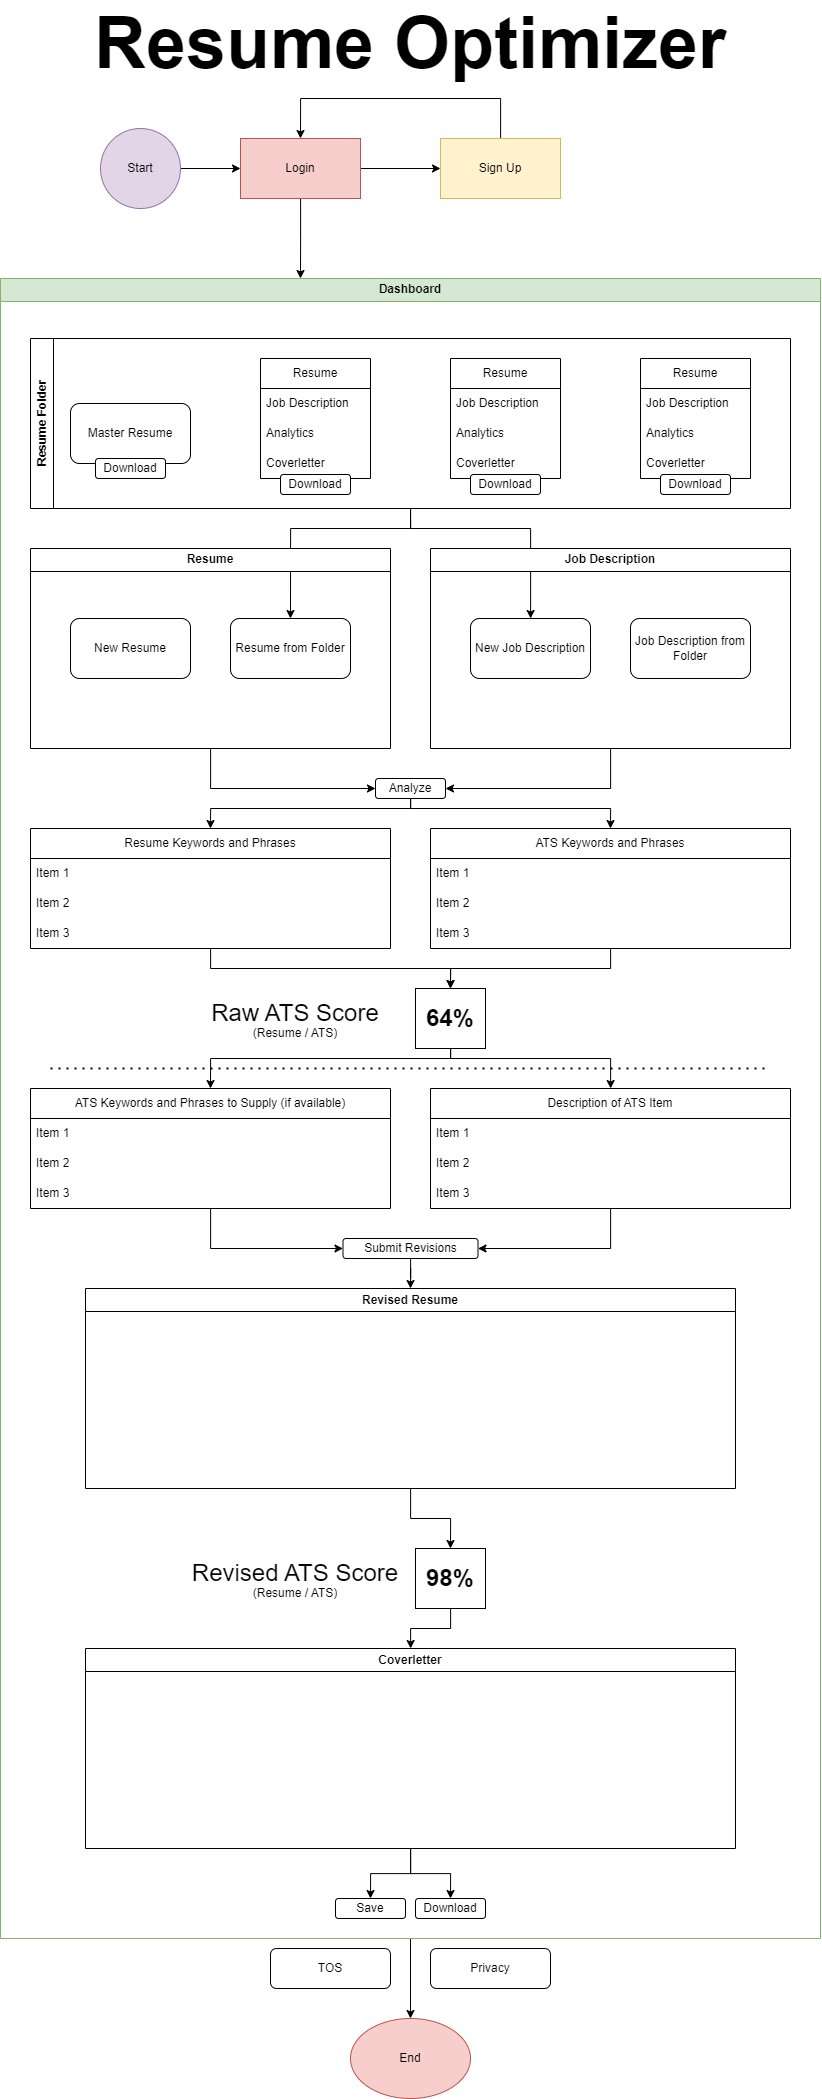 Resume Optimizer
Start
Login
Sign Up
Dashboard
Resume Folder
Master Resume
Download
Resume
Job Description
Analytics
Coverletter
Download
Resume
Job Description
Analytics
Coverletter
Download
Resume
Job Description
Analytics
Coverletter
Download
Resume
New Resume
Resume from Folder
Job Description
New Job Description
Job Description from
Folder
Analyze
Resume Keywords and Phrases
Item 1
Item 2
Item 3
ATS Keywords and Phrases
Item 1
Item 2
Item 3
Raw ATS Score
(Resume / ATS)
64%
ATS Keywords and Phrases to Supply (if available)
Item 1
Item 2
Item 3
Description of ATS Item
Item 1
Item 2
Item 3
Submit Revisions
Revised Resume
Revised ATS Score
(Resume / ATS)
98%
Coverletter
Save
Download
TOS
Privacy
End